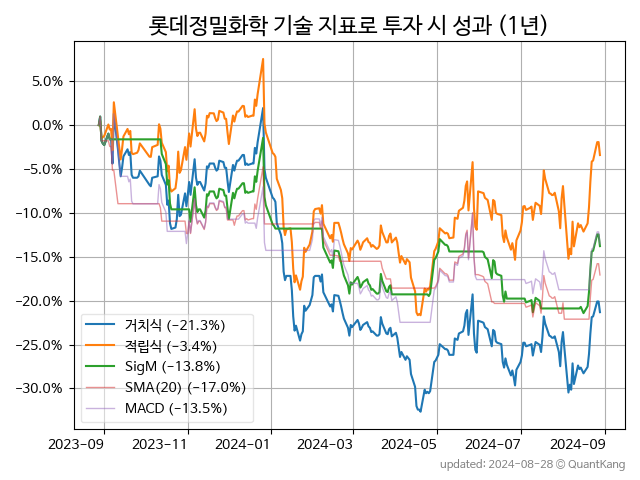 롯데정밀화학 기술 지표로 투자 시 성과 (1년)
5.0%
0.0%
−5.0%
−10.0%
−15.0%
−20.0%
−25.0%
−30.0%
거치식 (−21.3%)
적립식 (−3.4%)
SigM (−13.8%)
SMA(20) (−17.0%)
MACD (−13.5%)
2023−09 2023−11 2024−01 2024−03 2024−05 2024−07 2024−09
updated: 2024−08−28 © QuantKang